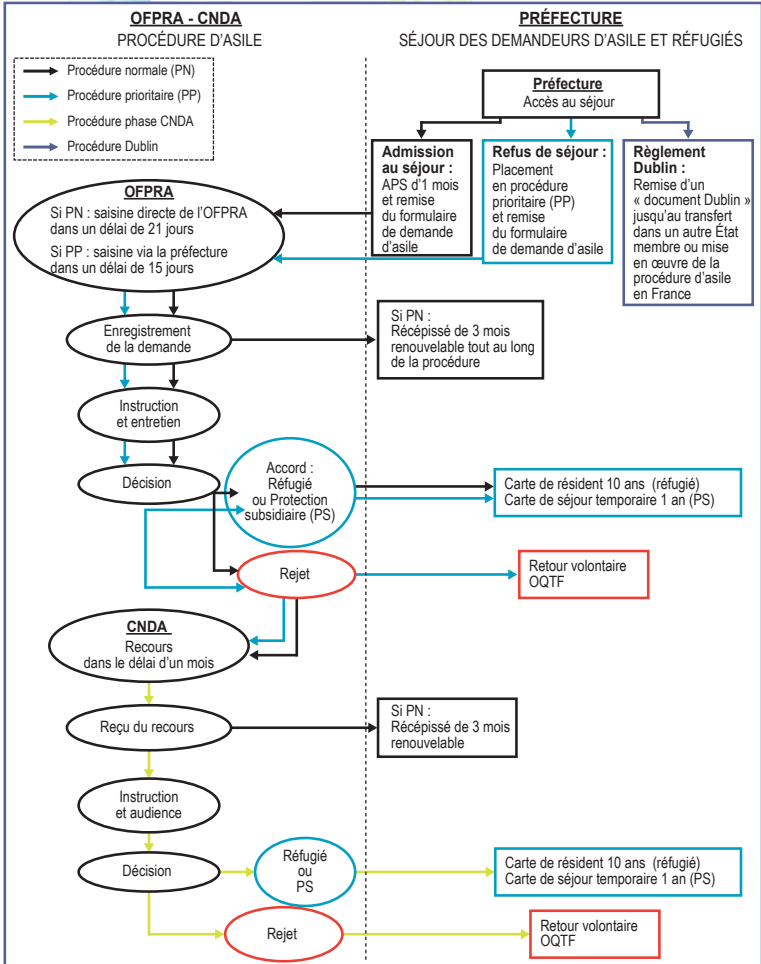 OFPRA - CNDA
PROCÉDURE D'ASILE
PRÉFECTURE
SÉJOUR DES DEMANDEURS D'ASILE ET RÉFUGIÉS
Procédure normale (PN)
Procédure prioritaire (PP)
Procédure phase CNDA
Procédure Dublin
Préfecture
Accès au séjour
Admission
au séjour :
APS d'1 mois
et remise
du formulaire
de demande
d'asile
Refus de séjour :
Placement
en procédure
prioritaire (PP)
et remise
du formulaire
de demande d'asile
Règlement
Dublin :
Remise d'un
« document Dublin »
jusqu'au transfert
dans un autre État
membre ou mise
en œuvre de la
procédure d'asile
en France
OFPRA
Si PN : saisine directe de l'OFPRA
dans un délai de 21 jours
Si PP : saisine via la préfecture
dans un délai de 15 jours
Enregistrement
de la demande
Si PN :
Récépissé de 3 mois
renouvelable tout au long
de la procédure
Instruction
et entretien
Décision
Accord :
Réfugié
ou Protection
subsidiaire (PS)
Carte de résident 10 ans (réfugié)
Carte de séjour temporaire 1 an (PS)
Rejet
Retour volontaire
OQTF
CNDA
Recours
dans le délai d'un mois
Reçu du recours
Si PN :
Récépissé de 3 mois
renouvelable
Instruction
et audience
Décision
Réfugié
ou
PS
Carte de résident 10 ans (réfugié)
Carte de séjour temporaire 1 an (PS)
Rejet
Retour volontaire
OQTF